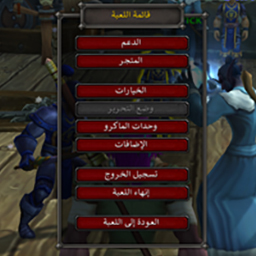 قائمة اللعبة
الدعم
المتجر
الخيارات
وضع التحرير
وحدات الماكرو
الإضافات
تسجيل الخروج
إنهاء اللعبة
العودة إلى اللعبة